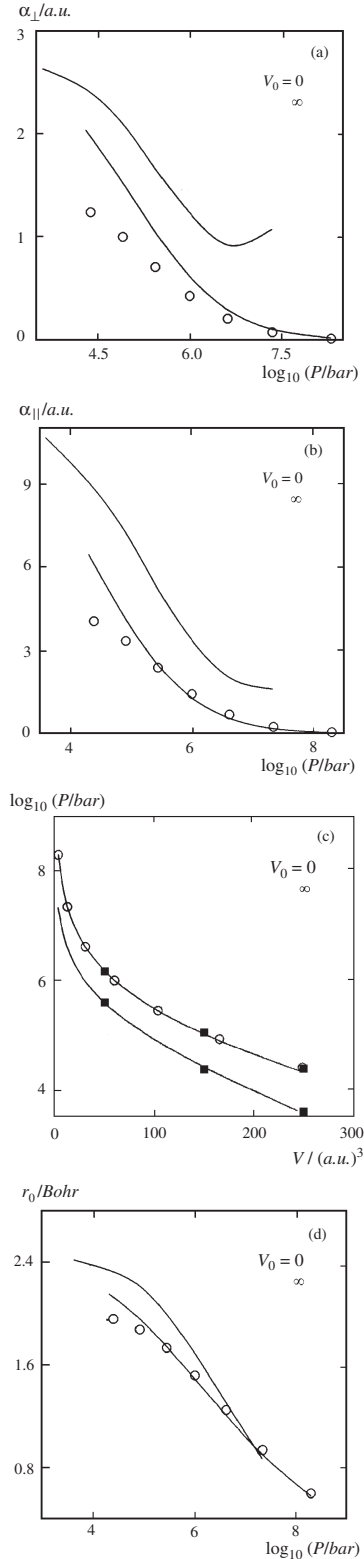 α⊥/a.u.
3
(a)
V₀ = 0
∞
2
1
0
4.5 6.0 7.5
log₁₀ (P/bar)
α||/a.u.
(b)
9
V₀ = 0
∞
6
3
0
4 6 8
log₁₀ (P/bar)
log₁₀ (P/bar)
(c)
8
V₀ = 0
∞
6
4
0 100 200 300
V / (a.u.)³
r₀/Bohr
(d)
2.4
V₀ = 0
∞
1.6
0.8
4 6 8
log₁₀ (P/bar)